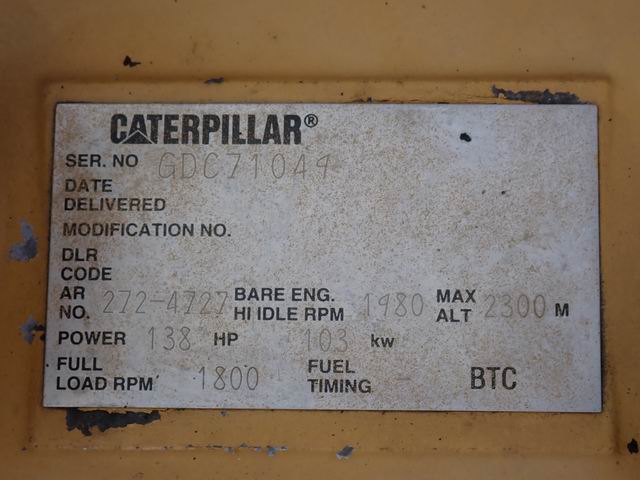 CATERPILLAR®
SER. NO GDC71044
DATE
DELIVERED
MODIFICATION NO.
DLR
CODE
AR
NO. 272-4727 BARE ENG.
HI IDLE RPM 1980 MAX
ALT 2300 M
POWER 138 HP 103 kw
FULL
LOAD RPM 1800 FUEL
TIMING - BTC